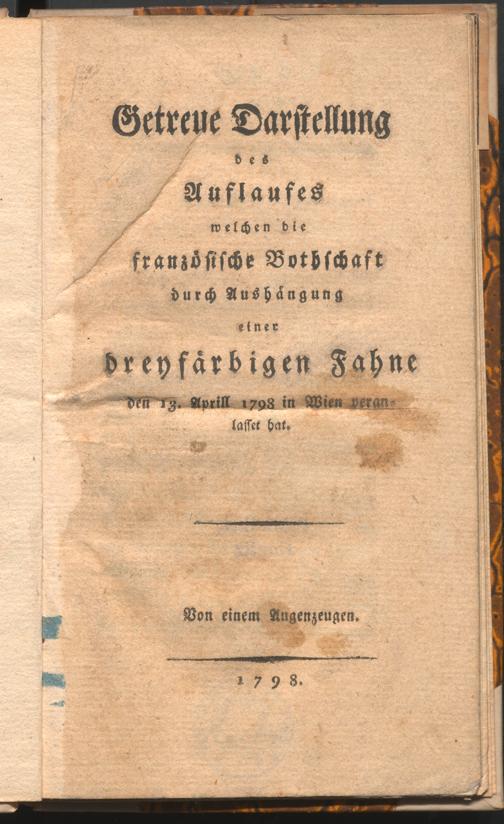 Getreue Darstellung
des
Auflaufes
welchen die
französische Bothschaft
durch Aushängung
einer
dreyfärbigen Fahne
den 13. Aprill 1798 in Wien veran-
lasset hat.
Von einem Augenzeugen.
1798.